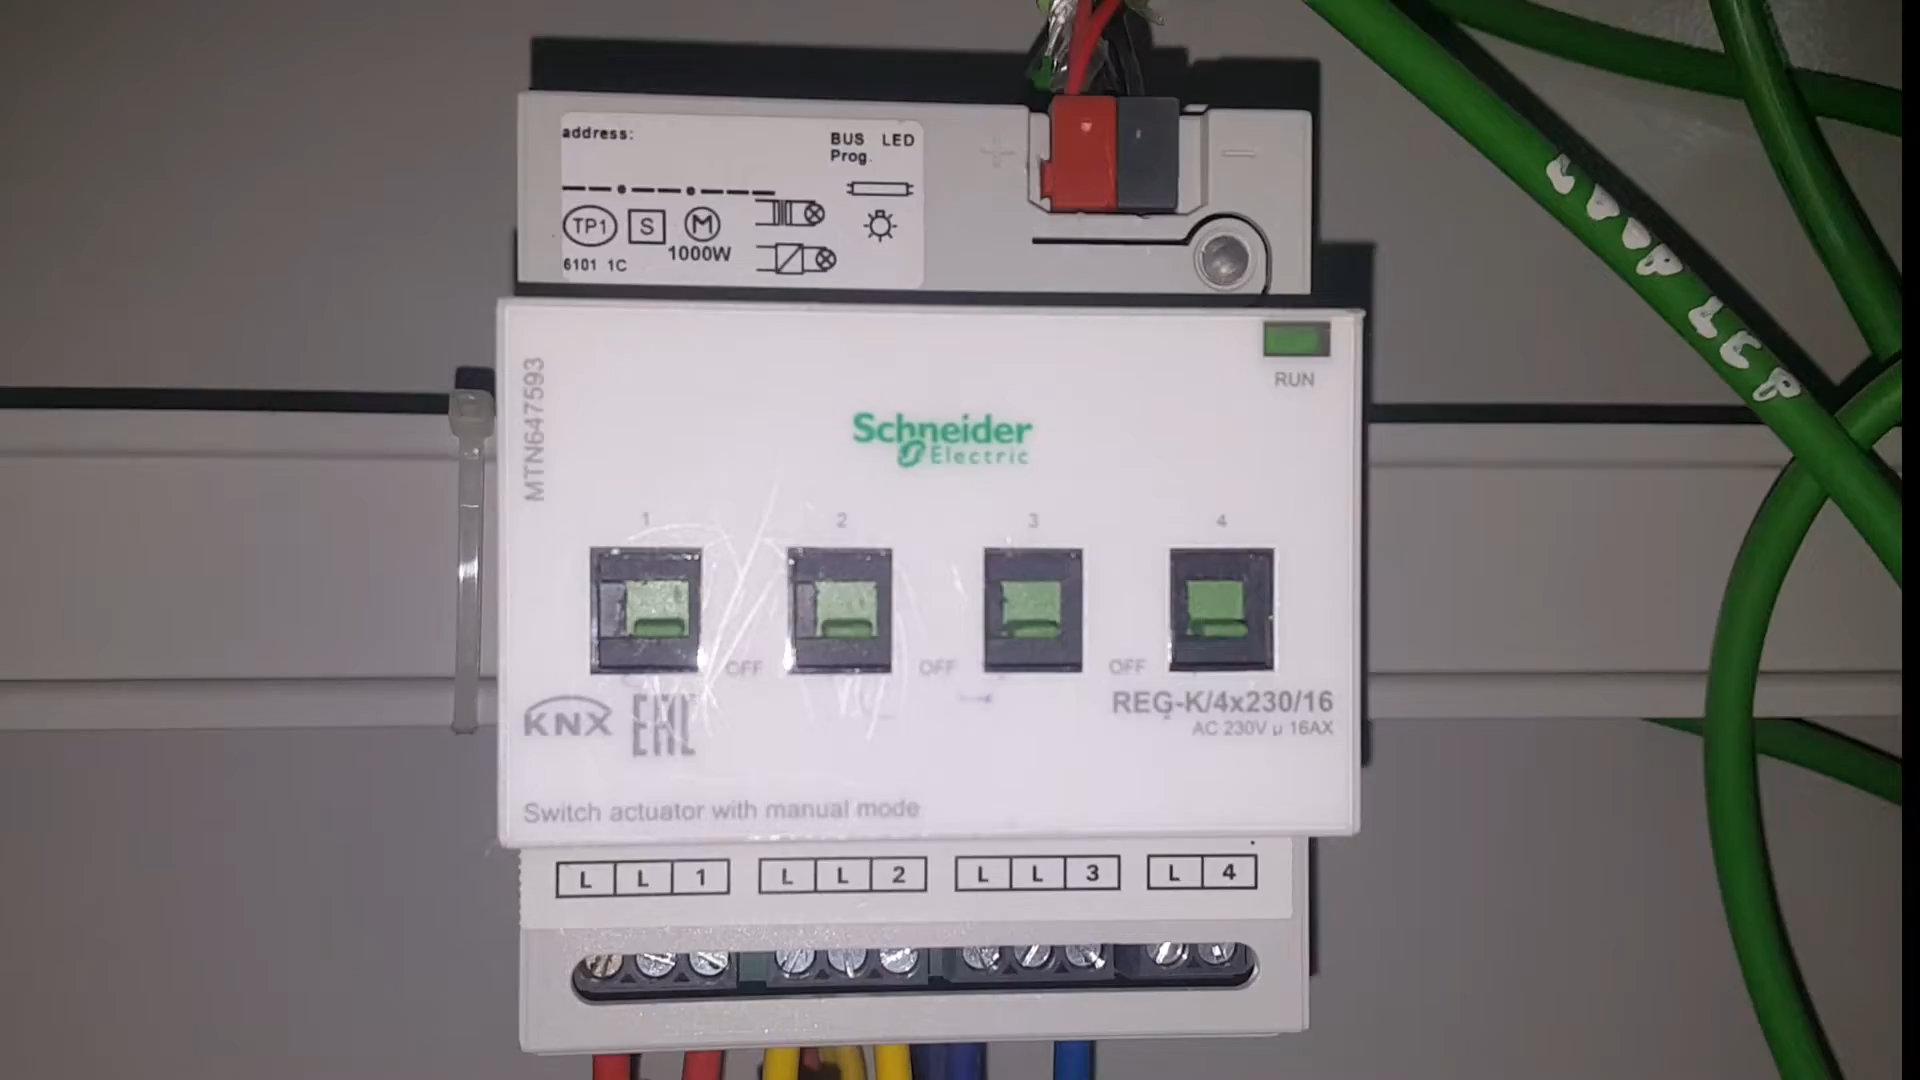 address:
BUS LED
Prog.
TP1 S M
1000W
6101 1C
+ -
RUN
MTN647593
Schneider
Electric
1 2 3 4
OFF OFF OFF
KNX EAC
REG-K/4x230/16
AC 230V µ 16AX
Switch actuator with manual mode
L L 1 L L 2 L L 3 L 4